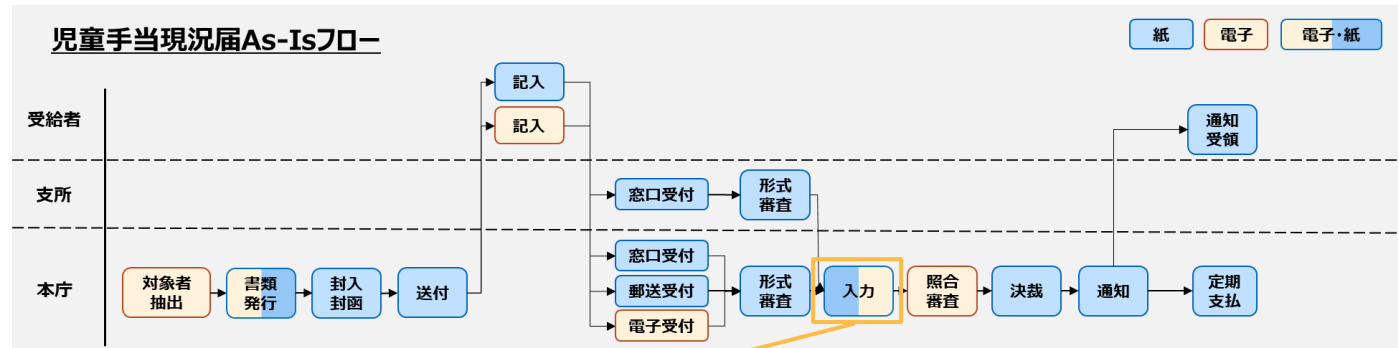 児童手当現況届As-Isフロー
紙
電子
電子・紙
受給者
記入
記入
通知
受領
支所
窓口受付
形式
審査
本庁
対象者
抽出
書類
発行
封入
封函
送付
窓口受付
郵送受付
電子受付
形式
審査
入力
照合
審査
決裁
通知
定期
支払